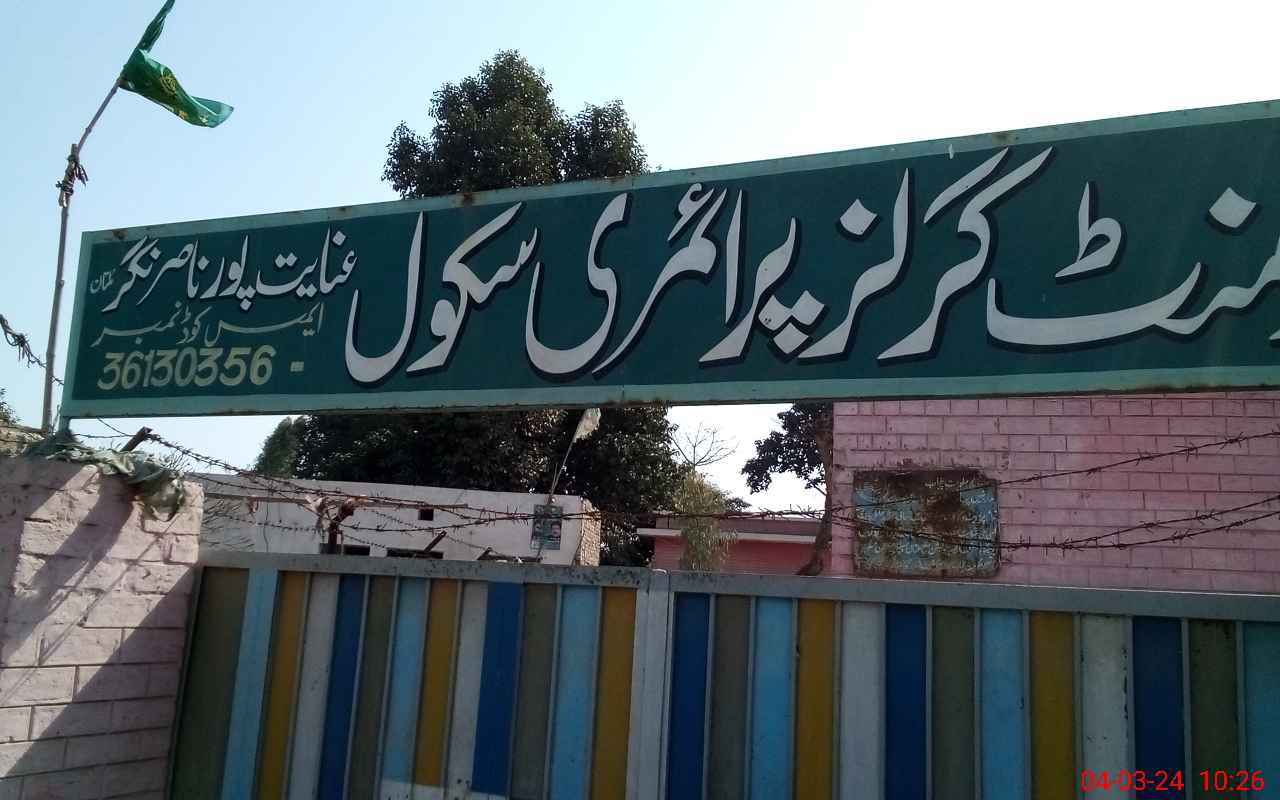 منٹ گرلز پرائمری سکول
عنایت پور ناصر نگر ملتان
ایمس کوڈ نمبر
36130356 -
04-03-24 10:26